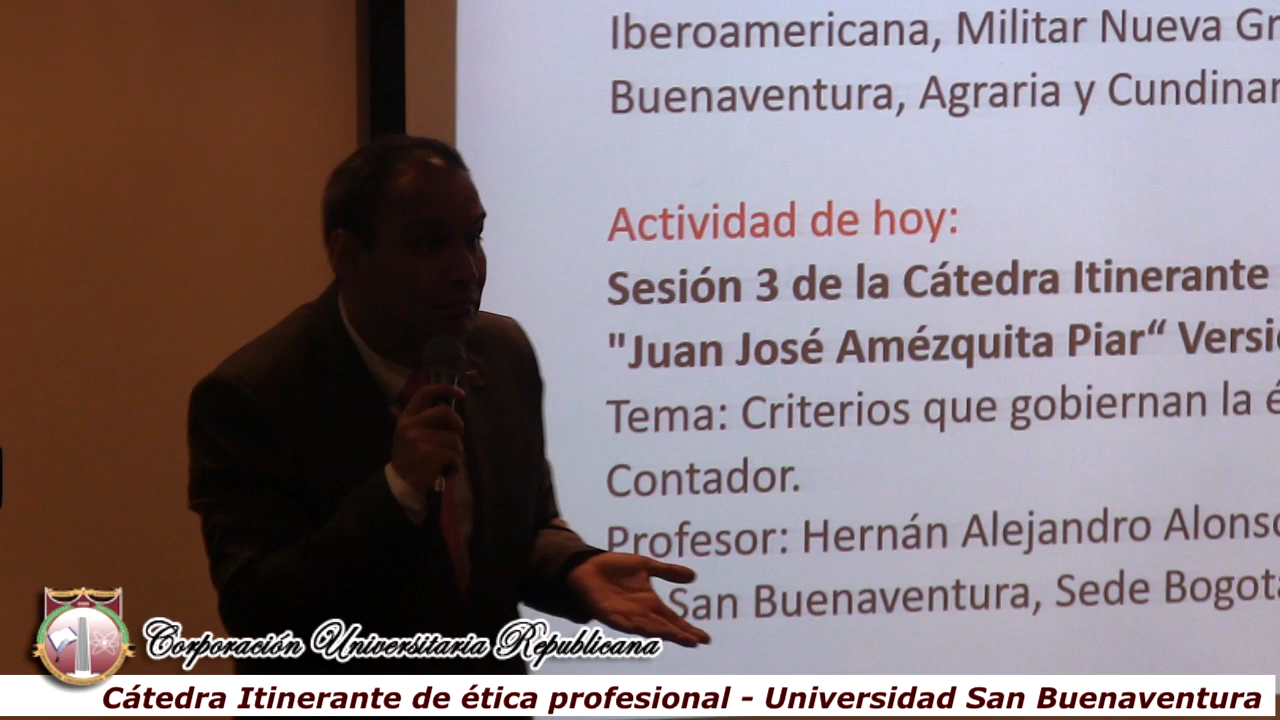 Iberoamericana, Militar Nueva
Buenaventura, Agraria y
Actividad de hoy:
Sesión 3 de la Cátedra Itinerante
"Juan José Amézquita Piar“
Tema: Criterios que gobiernan la
Contador.
Profesor: Hernán Alejandro
San Buenaventura, Sede
Corporación Universitaria Republicana
Cátedra Itinerante de ética profesional - Universidad San Buenaventura